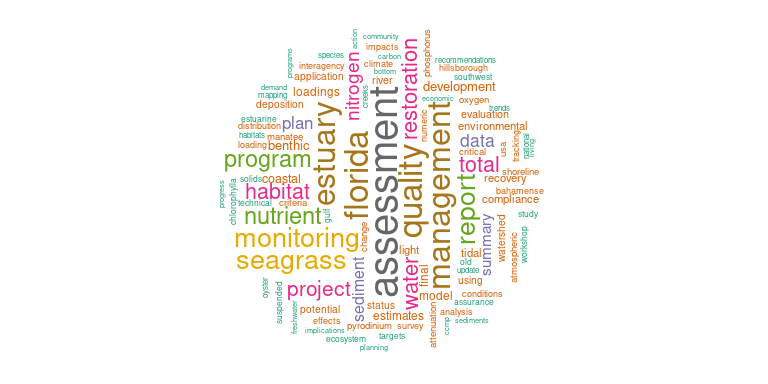 community
action
impacts
phosphorus
restoration
species
programs
interagency
nitrogen
climate
carbon
bottom
recommendations
hillsborough
southwest
application
river
demand
mapping
loadings
creeks
assessment
development
deposition
economic
oxygen
estuary
management
numeric
trends
evaluation
estuarine
distribution
plan
florida
quality
environmental
habitats
manatee
data
usa
tracking
national
living
loading
benthic
critical
program
total
solids
coastal
shoreline
recovery
progress
chlorophylla
habitat
report
bahamense
compliance
technical
criteria
nutrient
gulf
study
summary
watershed
workshop
monitoring
change
light
tidal
atmospheric
seagrass
sediment
water
final
old
update
using
oyster
suspended
project
model
conditions
assurance
freshwater
potential
status
estimates
attenuation
analysis
effects
pyrodinium
survey
ccmp
sediments
implications
ecosystem
targets
planning